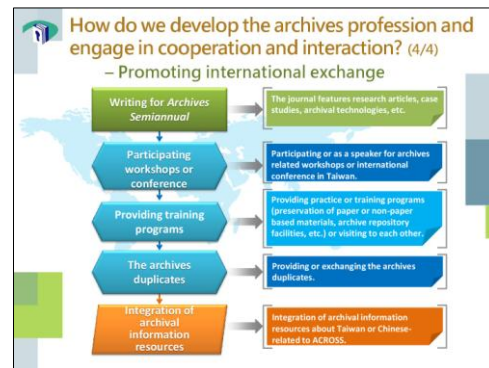 How do we develop the archives profession and
engage in cooperation and interaction? (4/4)
– Promoting international exchange
Writing for Archives
Semiannual
The journal features research articles, case
studies, archival technologies, etc.
Participating
workshops or
conference
Participating or as a speaker for archives
related workshops or international
conference in Taiwan.
Providing training
programs
Providing practice or training programs
(preservation of paper or non-paper
based materials, archive repository
facilities, etc.) or visiting to each other.
The archives
duplicates
Providing or exchanging the archives
duplicates.
Integration of
archival
information
resources
Integration of archival information
resources about Taiwan or Chinese-
related to ACROSS.